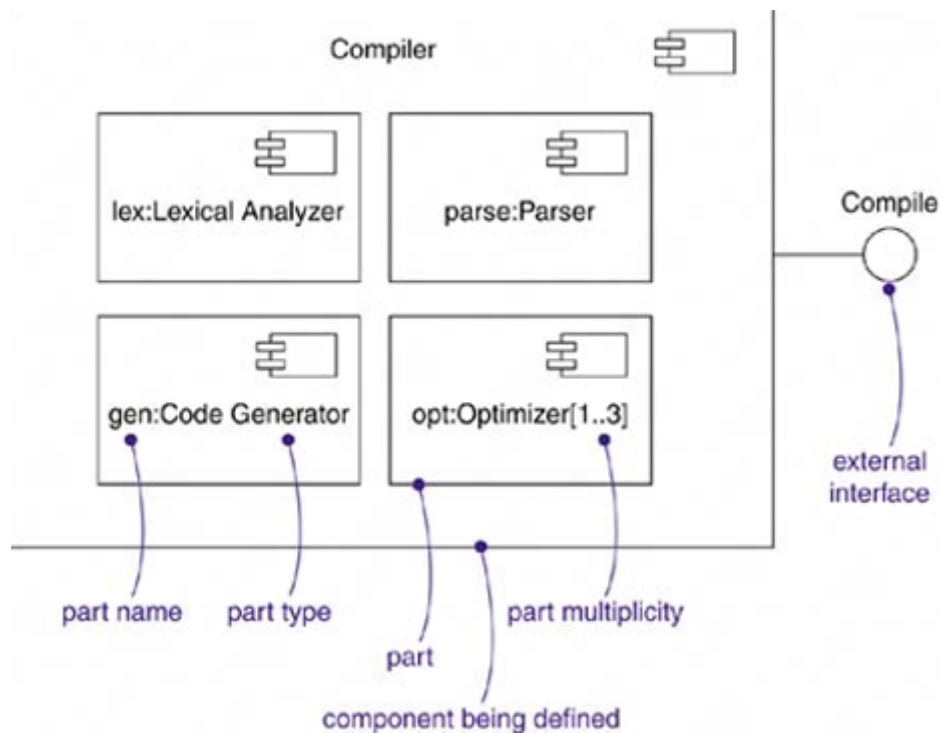 Compiler
lex:Lexical Analyzer
parse:Parser
Compile
gen:Code Generator
opt:Optimizer[1..3]
external
interface
part name
part type
part multiplicity
part
component being defined